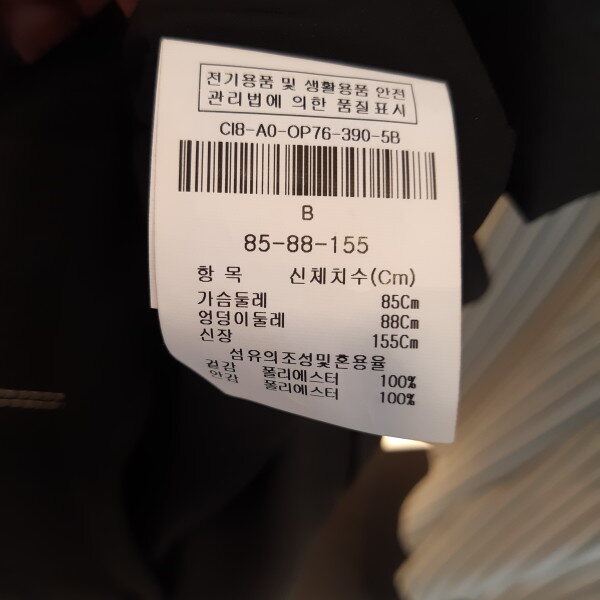 전기용품 및 생활용품 안전
관리법에 의한 품질표시
CI8-A0-OP76-390-5B
B
85-88-155
항 목 신체치수(Cm)
가슴둘레 85Cm
엉덩이둘레 88Cm
신장 155Cm
섬유의조성및혼용율
겉감 폴리에스터 100%
안감 폴리에스터 100%